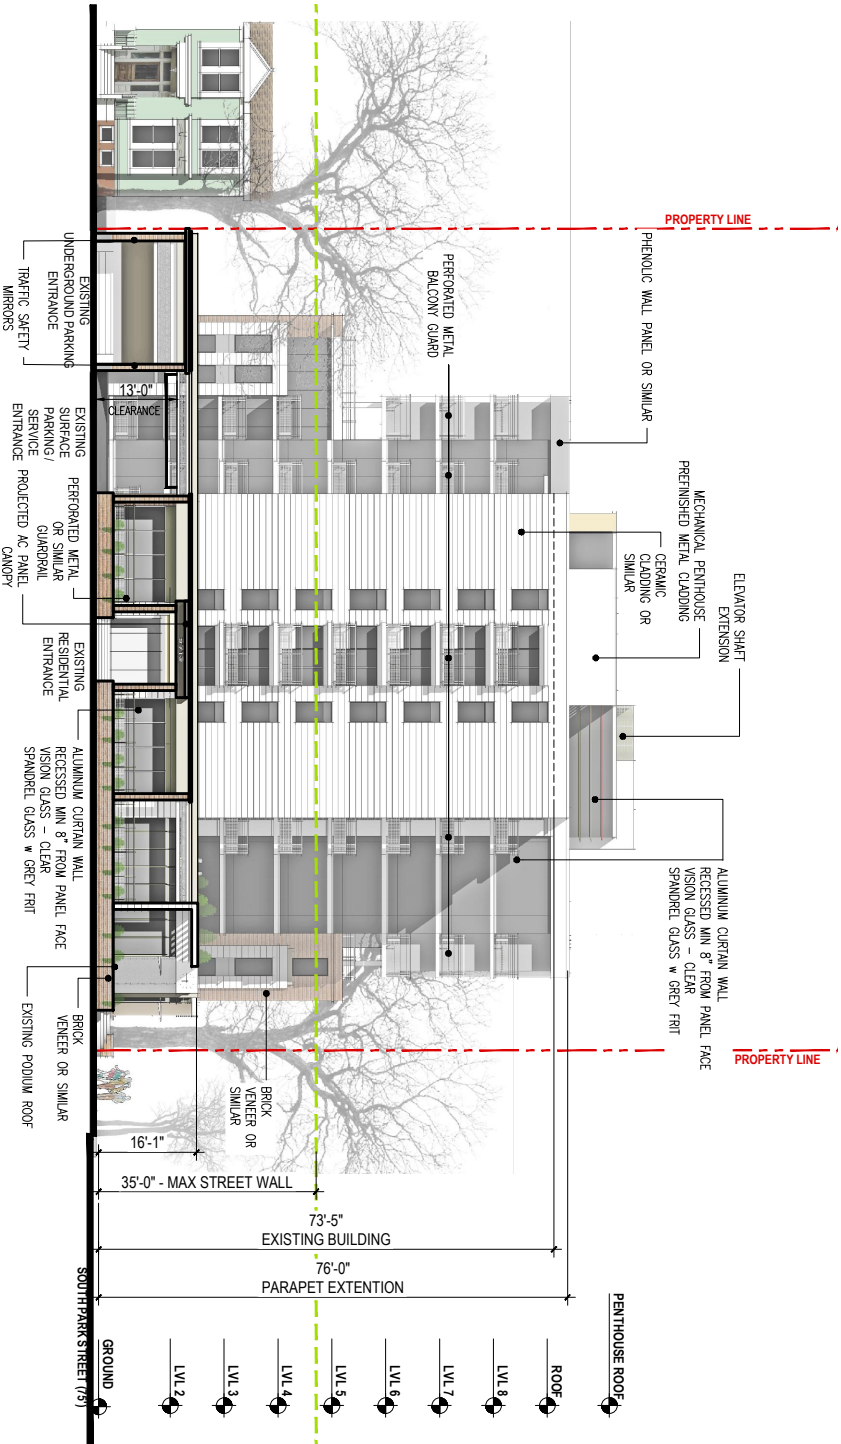 PROPERTY LINE
PHENOLIC WALL PANEL OR SIMILAR
PERFORATED METAL
BALCONY GUARD
MECHANICAL PENTHOUSE
PREFINISHED METAL CLADDING
CERAMIC
CLADDING OR
SIMILAR
ELEVATOR SHAFT
EXTENSION
ALUMINUM CURTAIN WALL
RECESSED MIN 8" FROM PANEL FACE
VISION GLASS - CLEAR
SPANDREL GLASS w GREY FRIT
PROPERTY LINE
BRICK
VENEER OR
SIMILAR
EXISTING
UNDERGROUND PARKING
ENTRANCE
TRAFFIC SAFETY
MIRRORS
13'-0"
CLEARANCE
EXISTING
SURFACE
PARKING/
SERVICE
ENTRANCE
PERFORATED METAL
OR SIMILAR
GUARDRAIL
PROJECTED AC PANEL
CANOPY
EXISTING
RESIDENTIAL
ENTRANCE
ALUMINUM CURTAIN WALL
RECESSED MIN 8" FROM PANEL FACE
VISION GLASS - CLEAR
SPANDREL GLASS w GREY FRIT
BRICK
VENEER OR SIMILAR
EXISTING PODIUM ROOF
16'-1"
35'-0" - MAX STREET WALL
73'-5"
EXISTING BUILDING
76'-0"
PARAPET EXTENTION
PENTHOUSE ROOF
ROOF
LVL 8
LVL 7
LVL 6
LVL 5
LVL 4
LVL 3
LVL 2
GROUND
SOUTH PARK STREET (75')